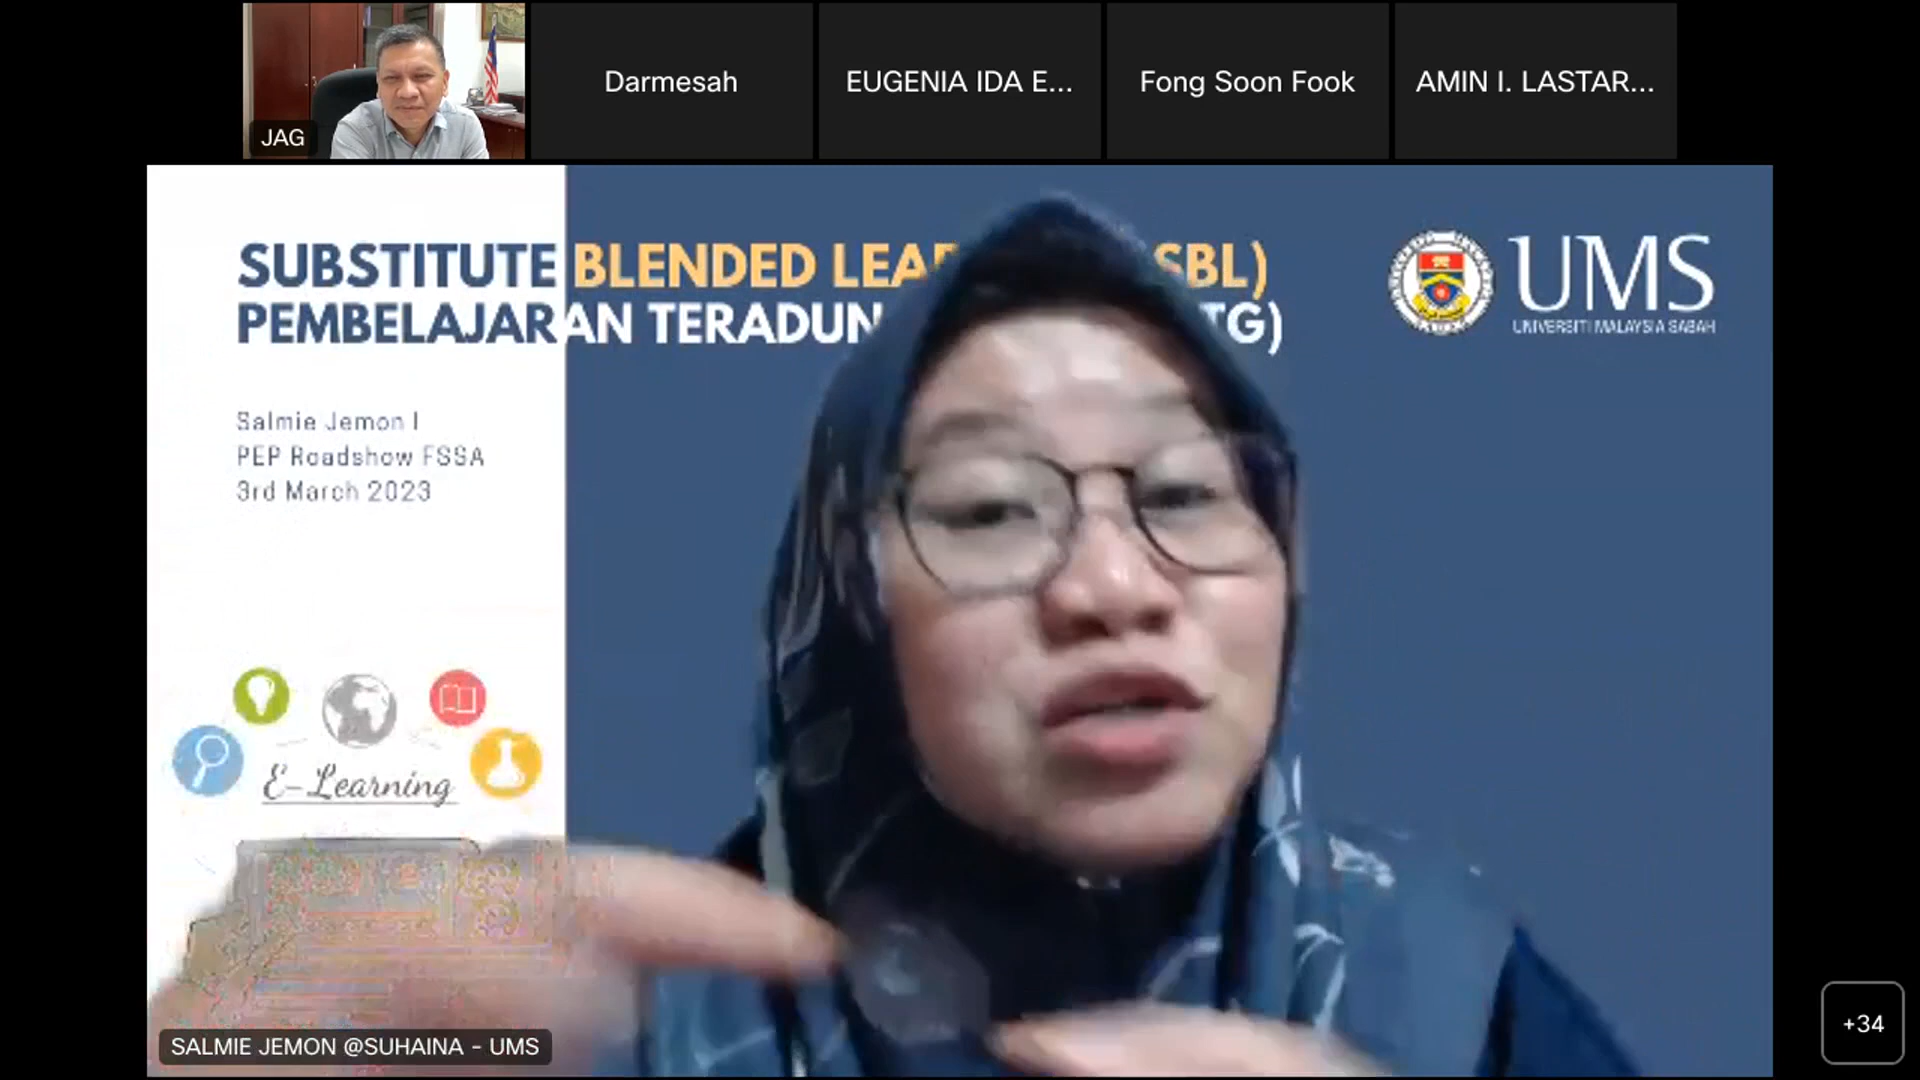 JAG
Darmesah
EUGENIA IDA E...
Fong Soon Fook
AMIN I. LASTAR...
SUBSTITUTE BLENDED LEA SBL)
PEMBELAJARAN TERADUN TG)
UMS
UNIVERSITI MALAYSIA SABAH
Salmie Jemon |
PEP Roadshow FSSA
3rd March 2023
E-Learning
SALMIE JEMON @SUHAINA - UMS
+34